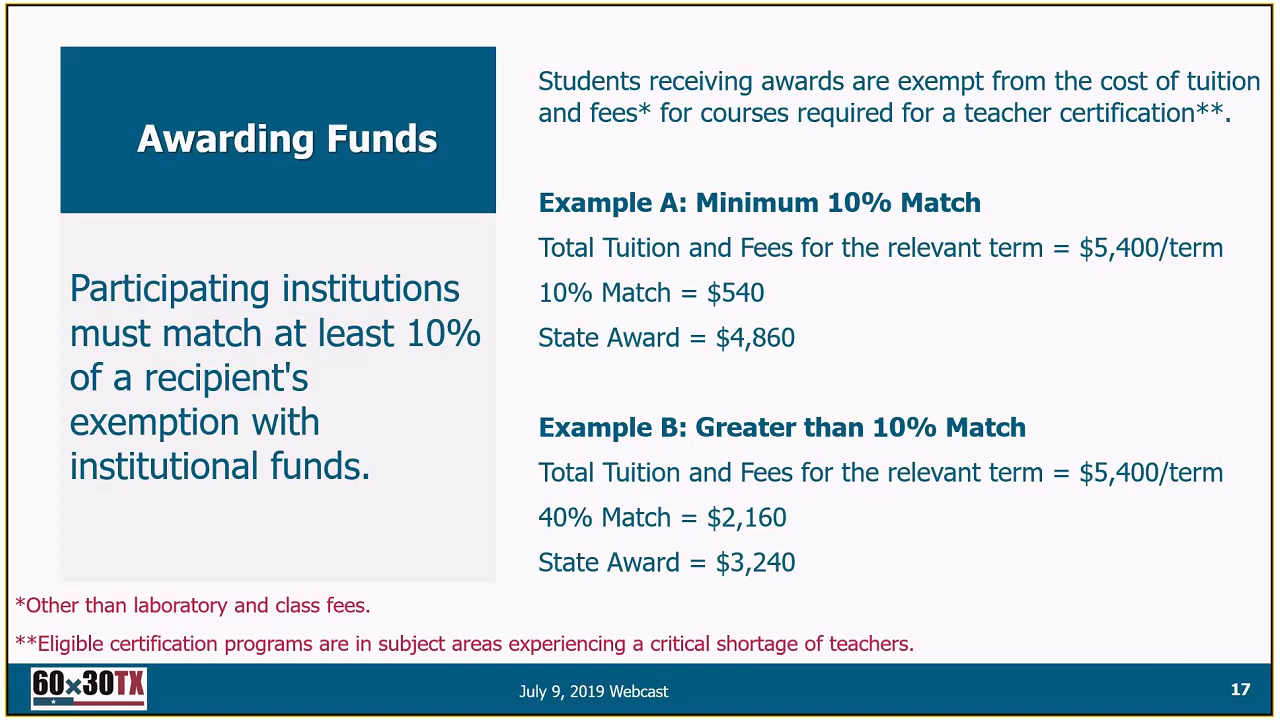 Awarding Funds
Participating institutions
must match at least 10%
of a recipient's
exemption with
institutional funds.
Students receiving awards are exempt from the cost of tuition
and fees* for courses required for a teacher certification**.
Example A: Minimum 10% Match
Total Tuition and Fees for the relevant term = $5,400/term
10% Match = $540
State Award = $4,860
Example B: Greater than 10% Match
Total Tuition and Fees for the relevant term = $5,400/term
40% Match = $2,160
State Award = $3,240
*Other than laboratory and class fees.
**Eligible certification programs are in subject areas experiencing a critical shortage of teachers.
60x30TX
July 9, 2019 Webcast
17